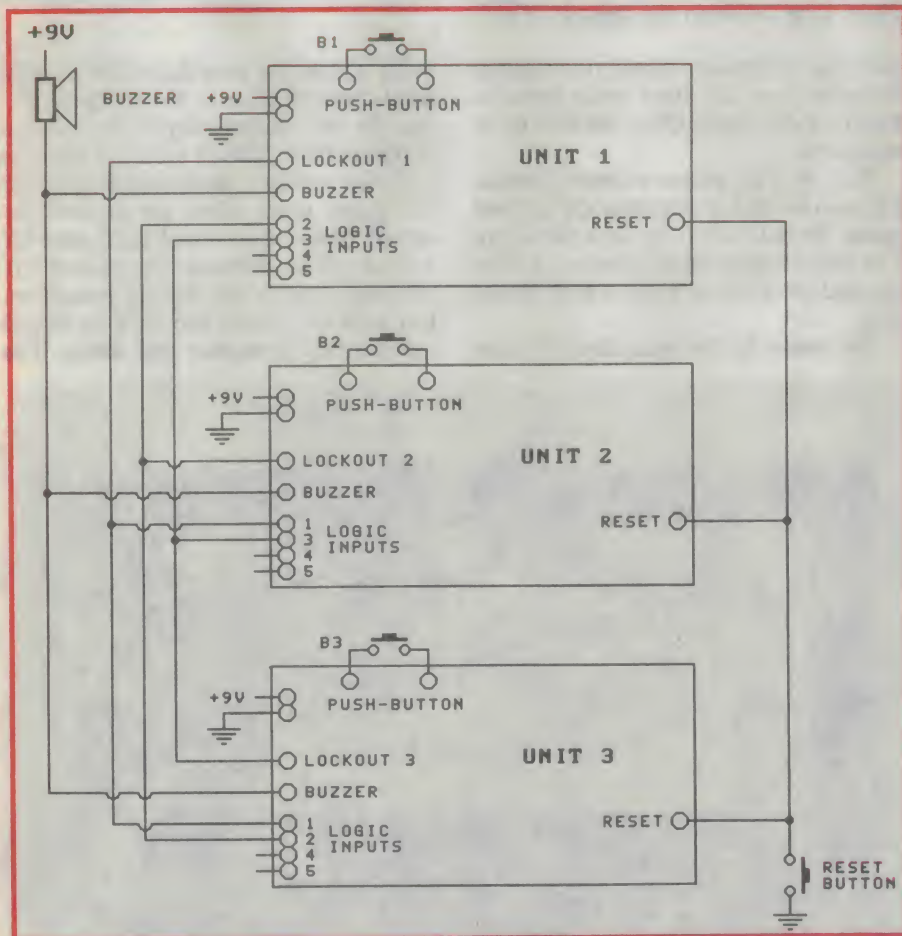 +9V
BUZZER
B1
+9V
PUSH-BUTTON
LOCKOUT 1
UNIT 1
BUZZER
2
3
4
5
LOGIC
INPUTS
RESET
B2
+9V
PUSH-BUTTON
LOCKOUT 2
UNIT 2
BUZZER
1
3
4
5
LOGIC
INPUTS
RESET
B3
+9V
PUSH-BUTTON
LOCKOUT 3
UNIT 3
BUZZER
1
2
4
5
LOGIC
INPUTS
RESET
RESET
BUTTON